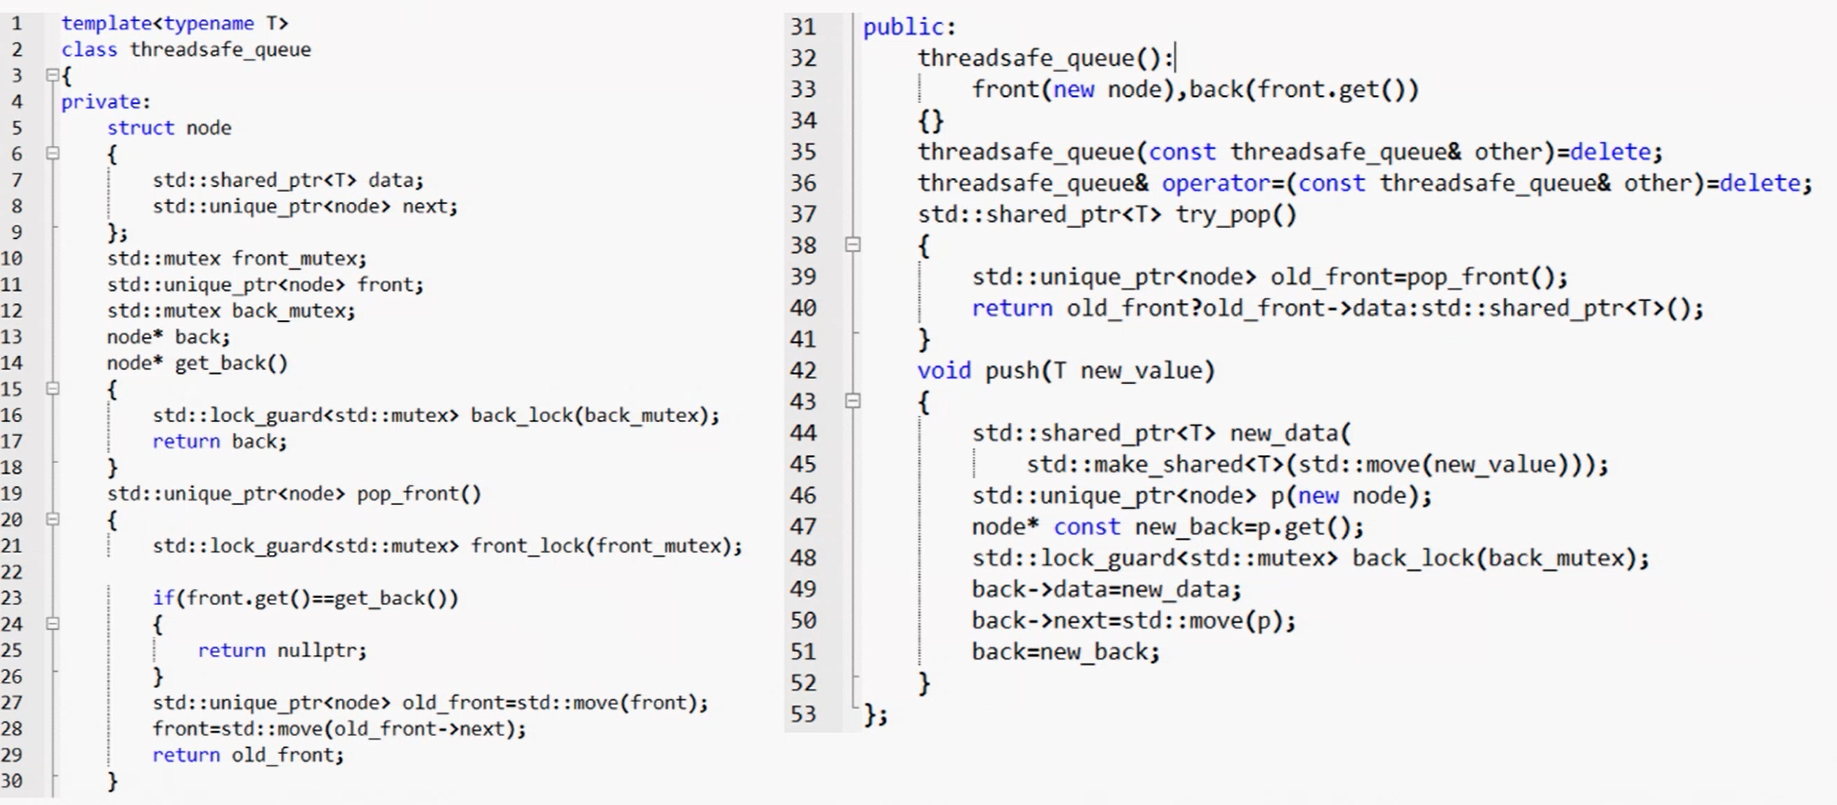 1 template<typename T>
2 class threadsafe_queue
3 {
4 private:
5 struct node
6 {
7 std::shared_ptr<T> data;
8 std::unique_ptr<node> next;
9 };
10 std::mutex front_mutex;
11 std::unique_ptr<node> front;
12 std::mutex back_mutex;
13 node* back;
14 node* get_back()
15 {
16 std::lock_guard<std::mutex> back_lock(back_mutex);
17 return back;
18 }
19 std::unique_ptr<node> pop_front()
20 {
21 std::lock_guard<std::mutex> front_lock(front_mutex);
22
23 if(front.get()==get_back())
24 {
25 return nullptr;
26 }
27 std::unique_ptr<node> old_front=std::move(front);
28 front=std::move(old_front->next);
29 return old_front;
30 }
31 public:
32 threadsafe_queue():
33 front(new node),back(front.get())
34 {}
35 threadsafe_queue(const threadsafe_queue& other)=delete;
36 threadsafe_queue& operator=(const threadsafe_queue& other)=delete;
37 std::shared_ptr<T> try_pop()
38 {
39 std::unique_ptr<node> old_front=pop_front();
40 return old_front?old_front->data:std::shared_ptr<T>();
41 }
42 void push(T new_value)
43 {
44 std::shared_ptr<T> new_data(
45 std::make_shared<T>(std::move(new_value)));
46 std::unique_ptr<node> p(new node);
47 node* const new_back=p.get();
48 std::lock_guard<std::mutex> back_lock(back_mutex);
49 back->data=new_data;
50 back->next=std::move(p);
51 back=new_back;
52 }
53 };